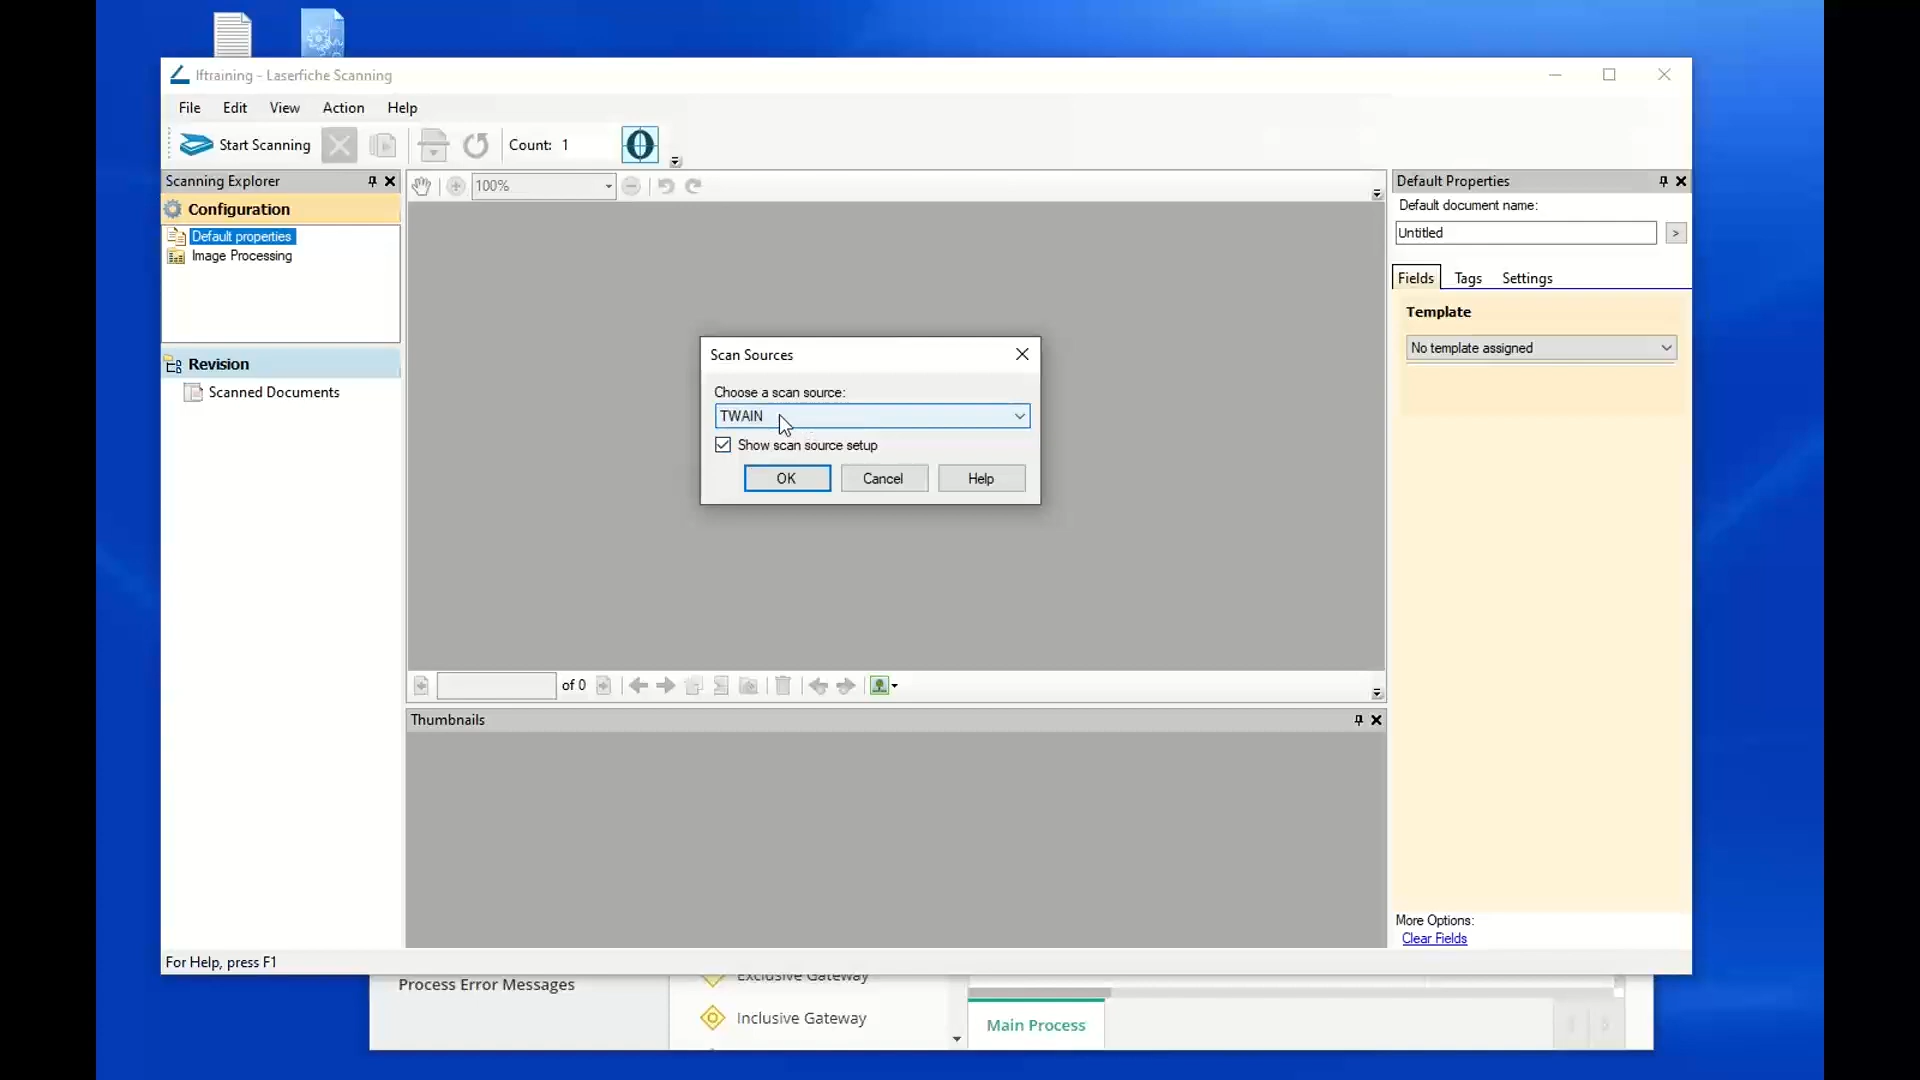 lftraining - Laserfiche Scanning
File Edit View Action Help
Start Scanning Count: 1
Scanning Explorer
Configuration
Default properties
Image Processing
Revision
Scanned Documents
100%
Scan Sources
Choose a scan source:
TWAIN
Show scan source setup
OK Cancel Help
of 0
Thumbnails
Default Properties
Default document name:
Untitled >
Fields Tags Settings
Template
No template assigned
More Options:
Clear Fields
For Help, press F1
Process Error Messages
Exclusive Gateway
Inclusive Gateway
Main Process